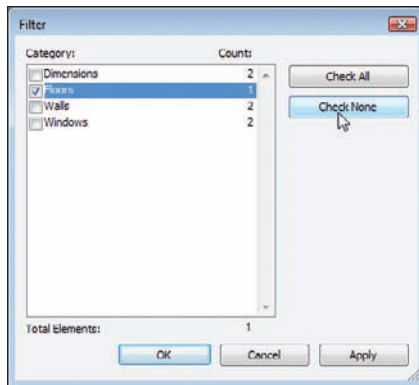 Filter
Category: Count:
Dimensions 2
Floors 1
Walls 2
Windows 2
Check All
Check None
Total Elements: 1
OK Cancel Apply